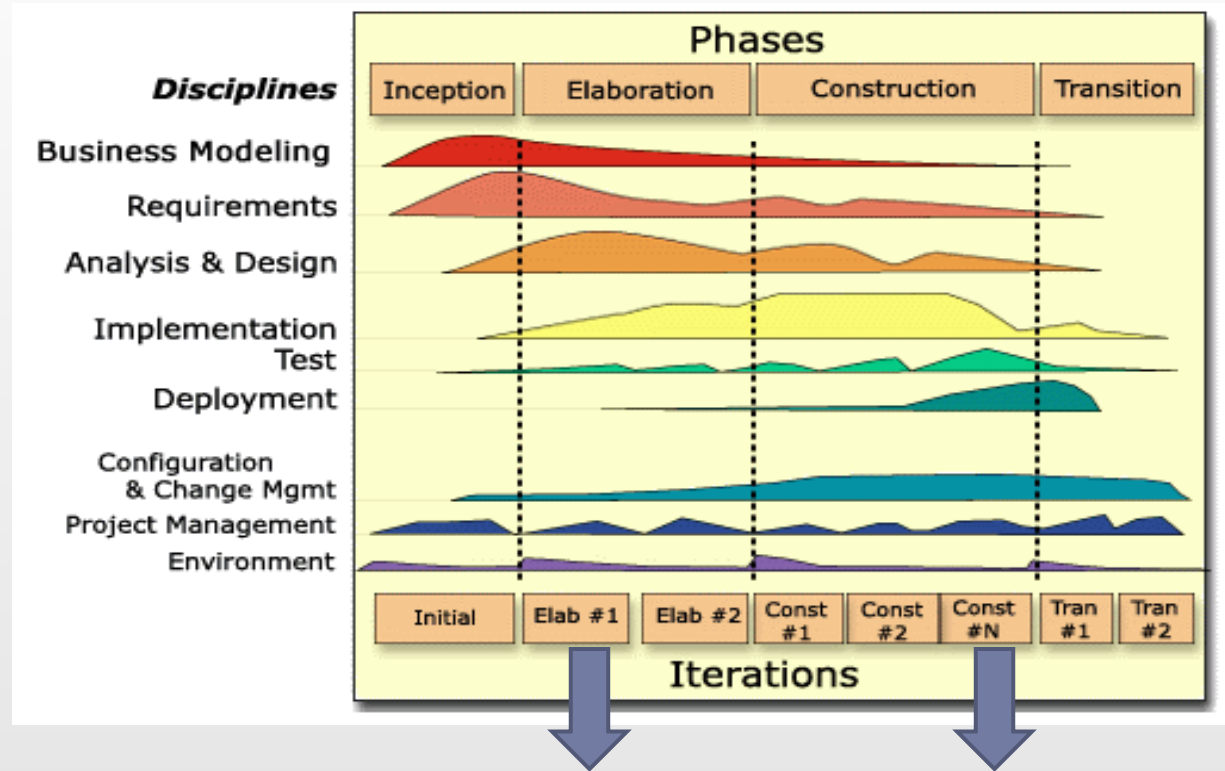 Phases
Disciplines
Inception
Elaboration
Construction
Transition
Business Modeling
Requirements
Analysis & Design
Implementation
Test
Deployment
Configuration
& Change Mgmt
Project Management
Environment
Initial
Elab #1
Elab #2
Const
#1
Const
#2
Const
#N
Tran
#1
Tran
#2
Iterations